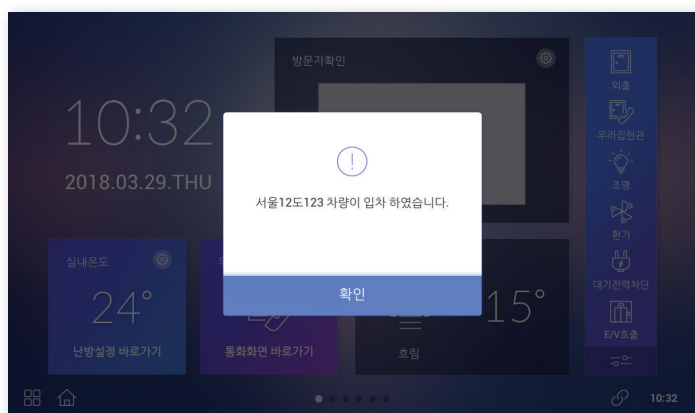 방문자확인
10:32
2018.03.29.THU
서울12도123 차량이 입차 하였습니다.
확인
실내온도
24°
난방설정 바로가기
통화화면 바로가기
15°
흐림
외출
우리집현관
조명
환기
대기전력차단
E/V호출
10:32